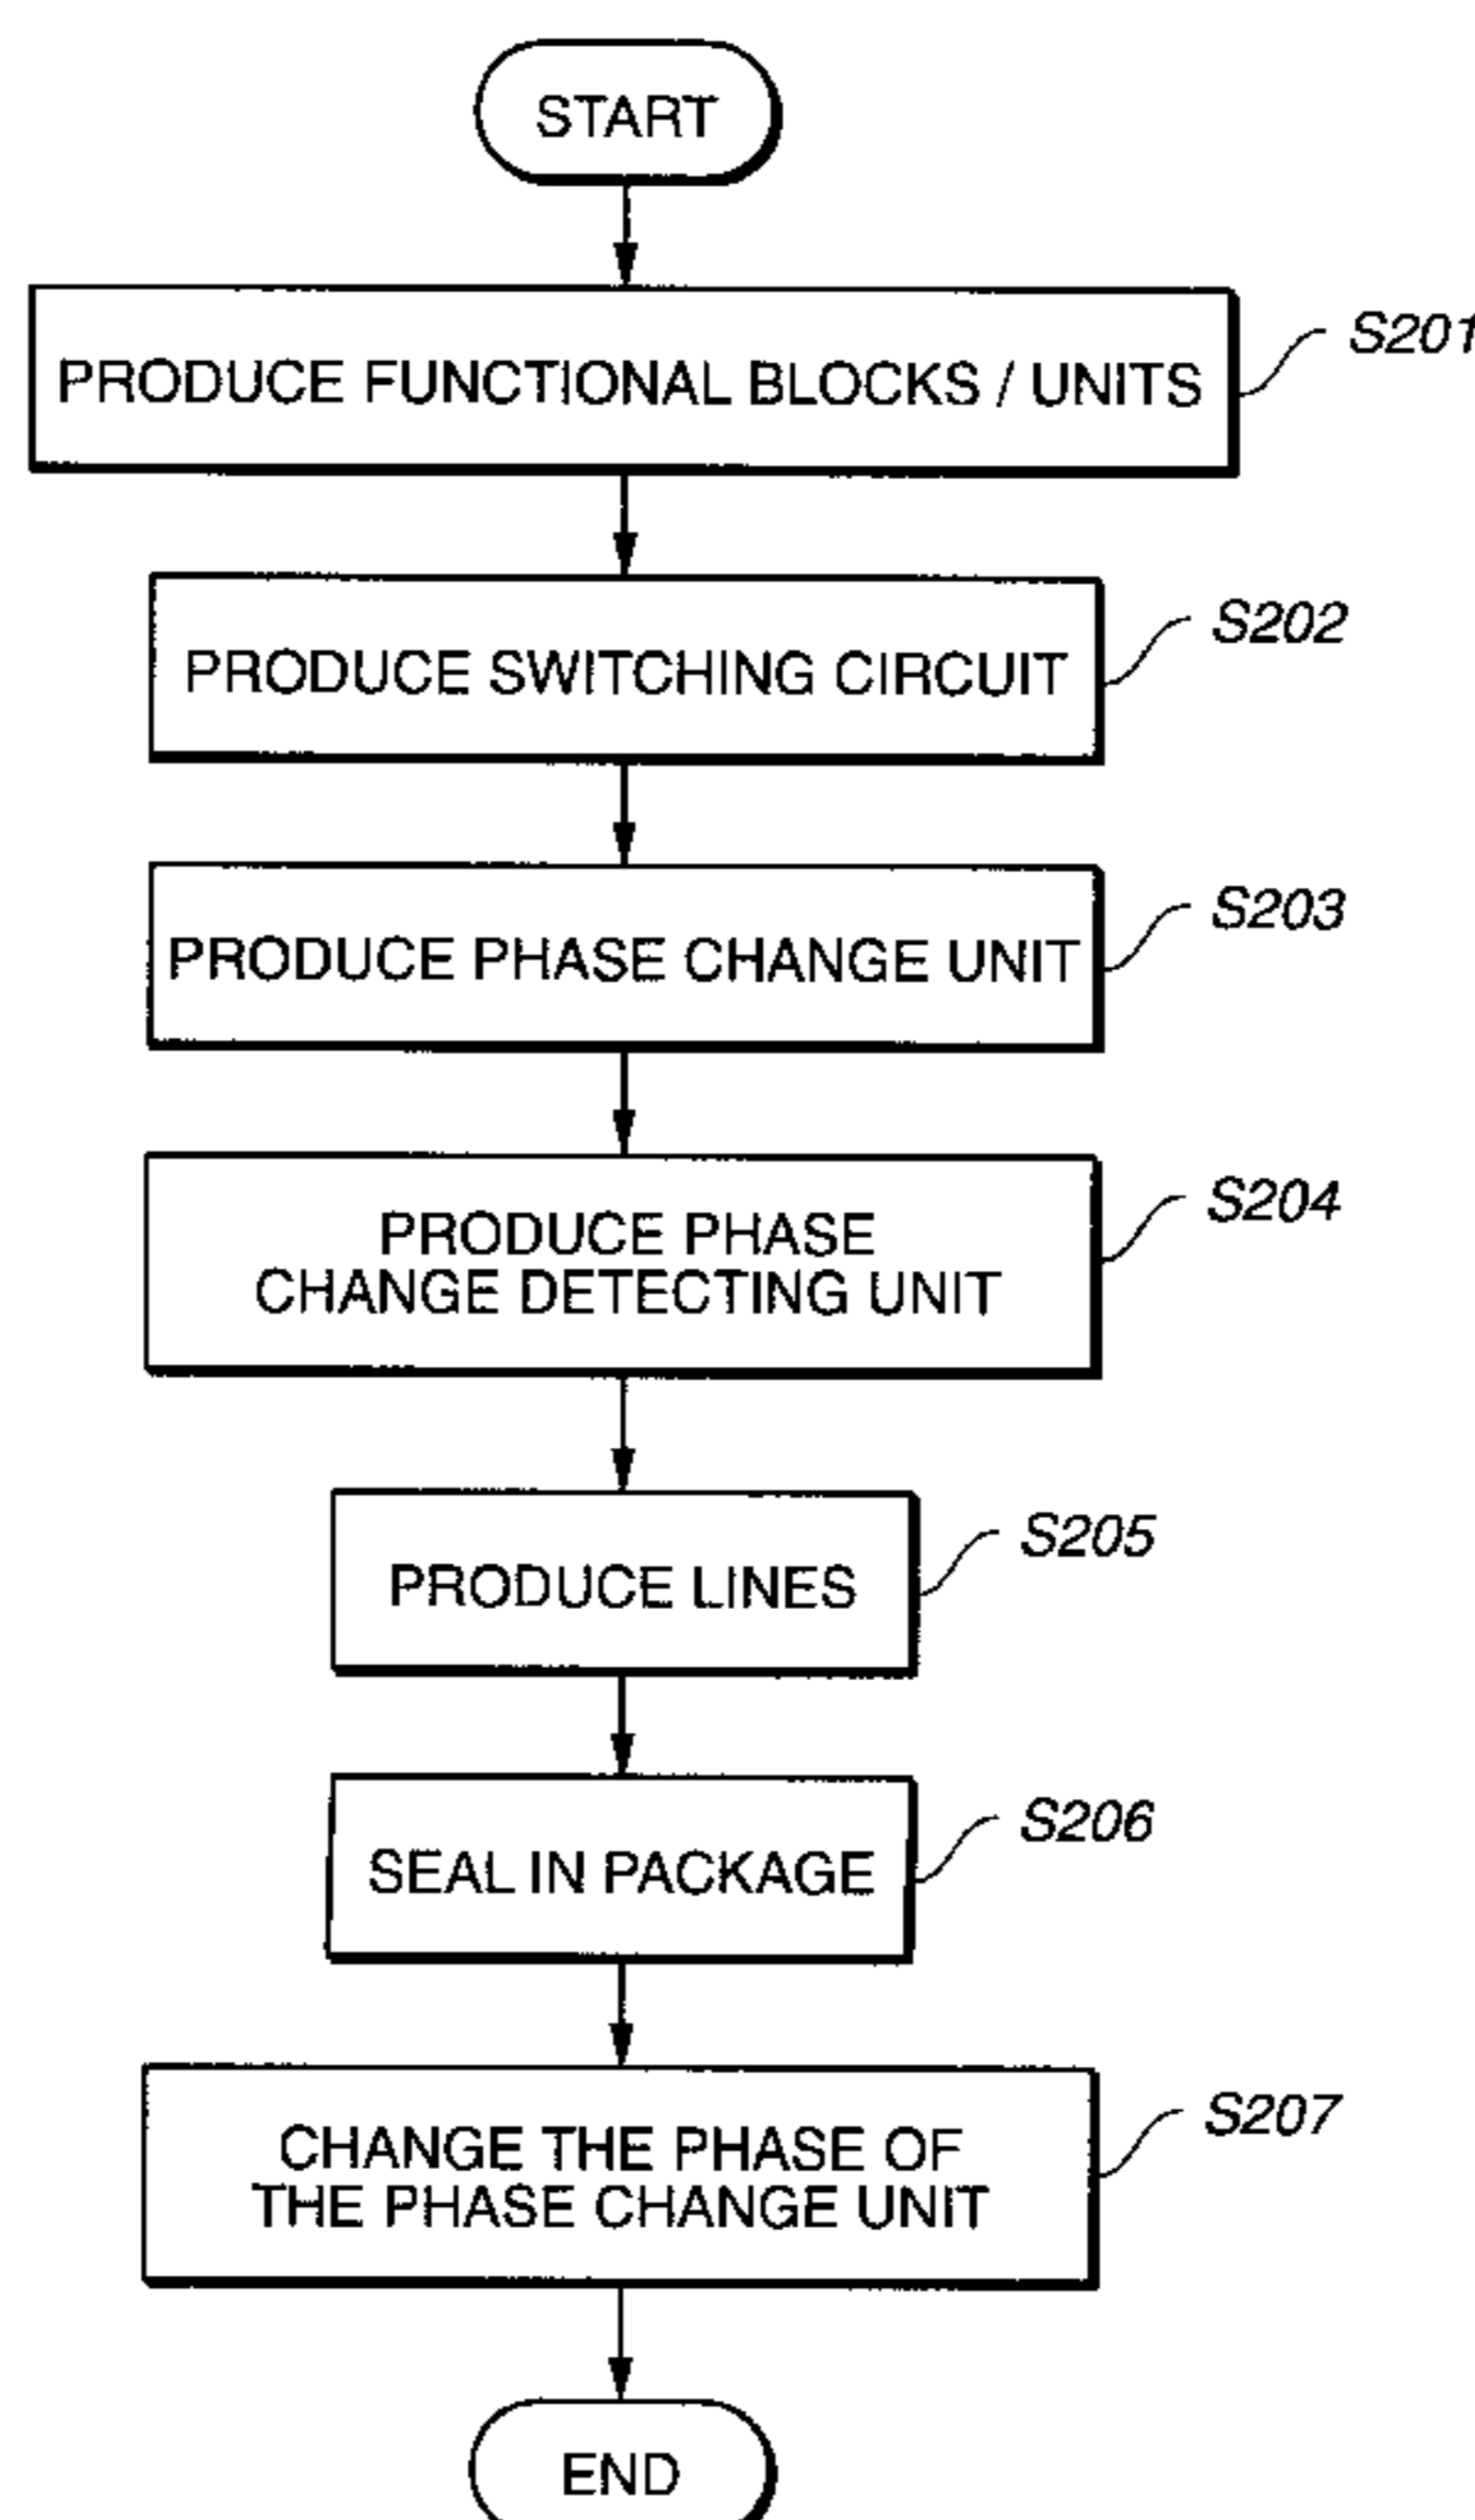 START
PRODUCE FUNCTIONAL BLOCKS / UNITS
S201
PRODUCE SWITCHING CIRCUIT
S202
PRODUCE PHASE CHANGE UNIT
S203
PRODUCE PHASE
CHANGE DETECTING UNIT
S204
PRODUCE LINES
S205
SEAL IN PACKAGE
S206
CHANGE THE PHASE OF
THE PHASE CHANGE UNIT
S207
END